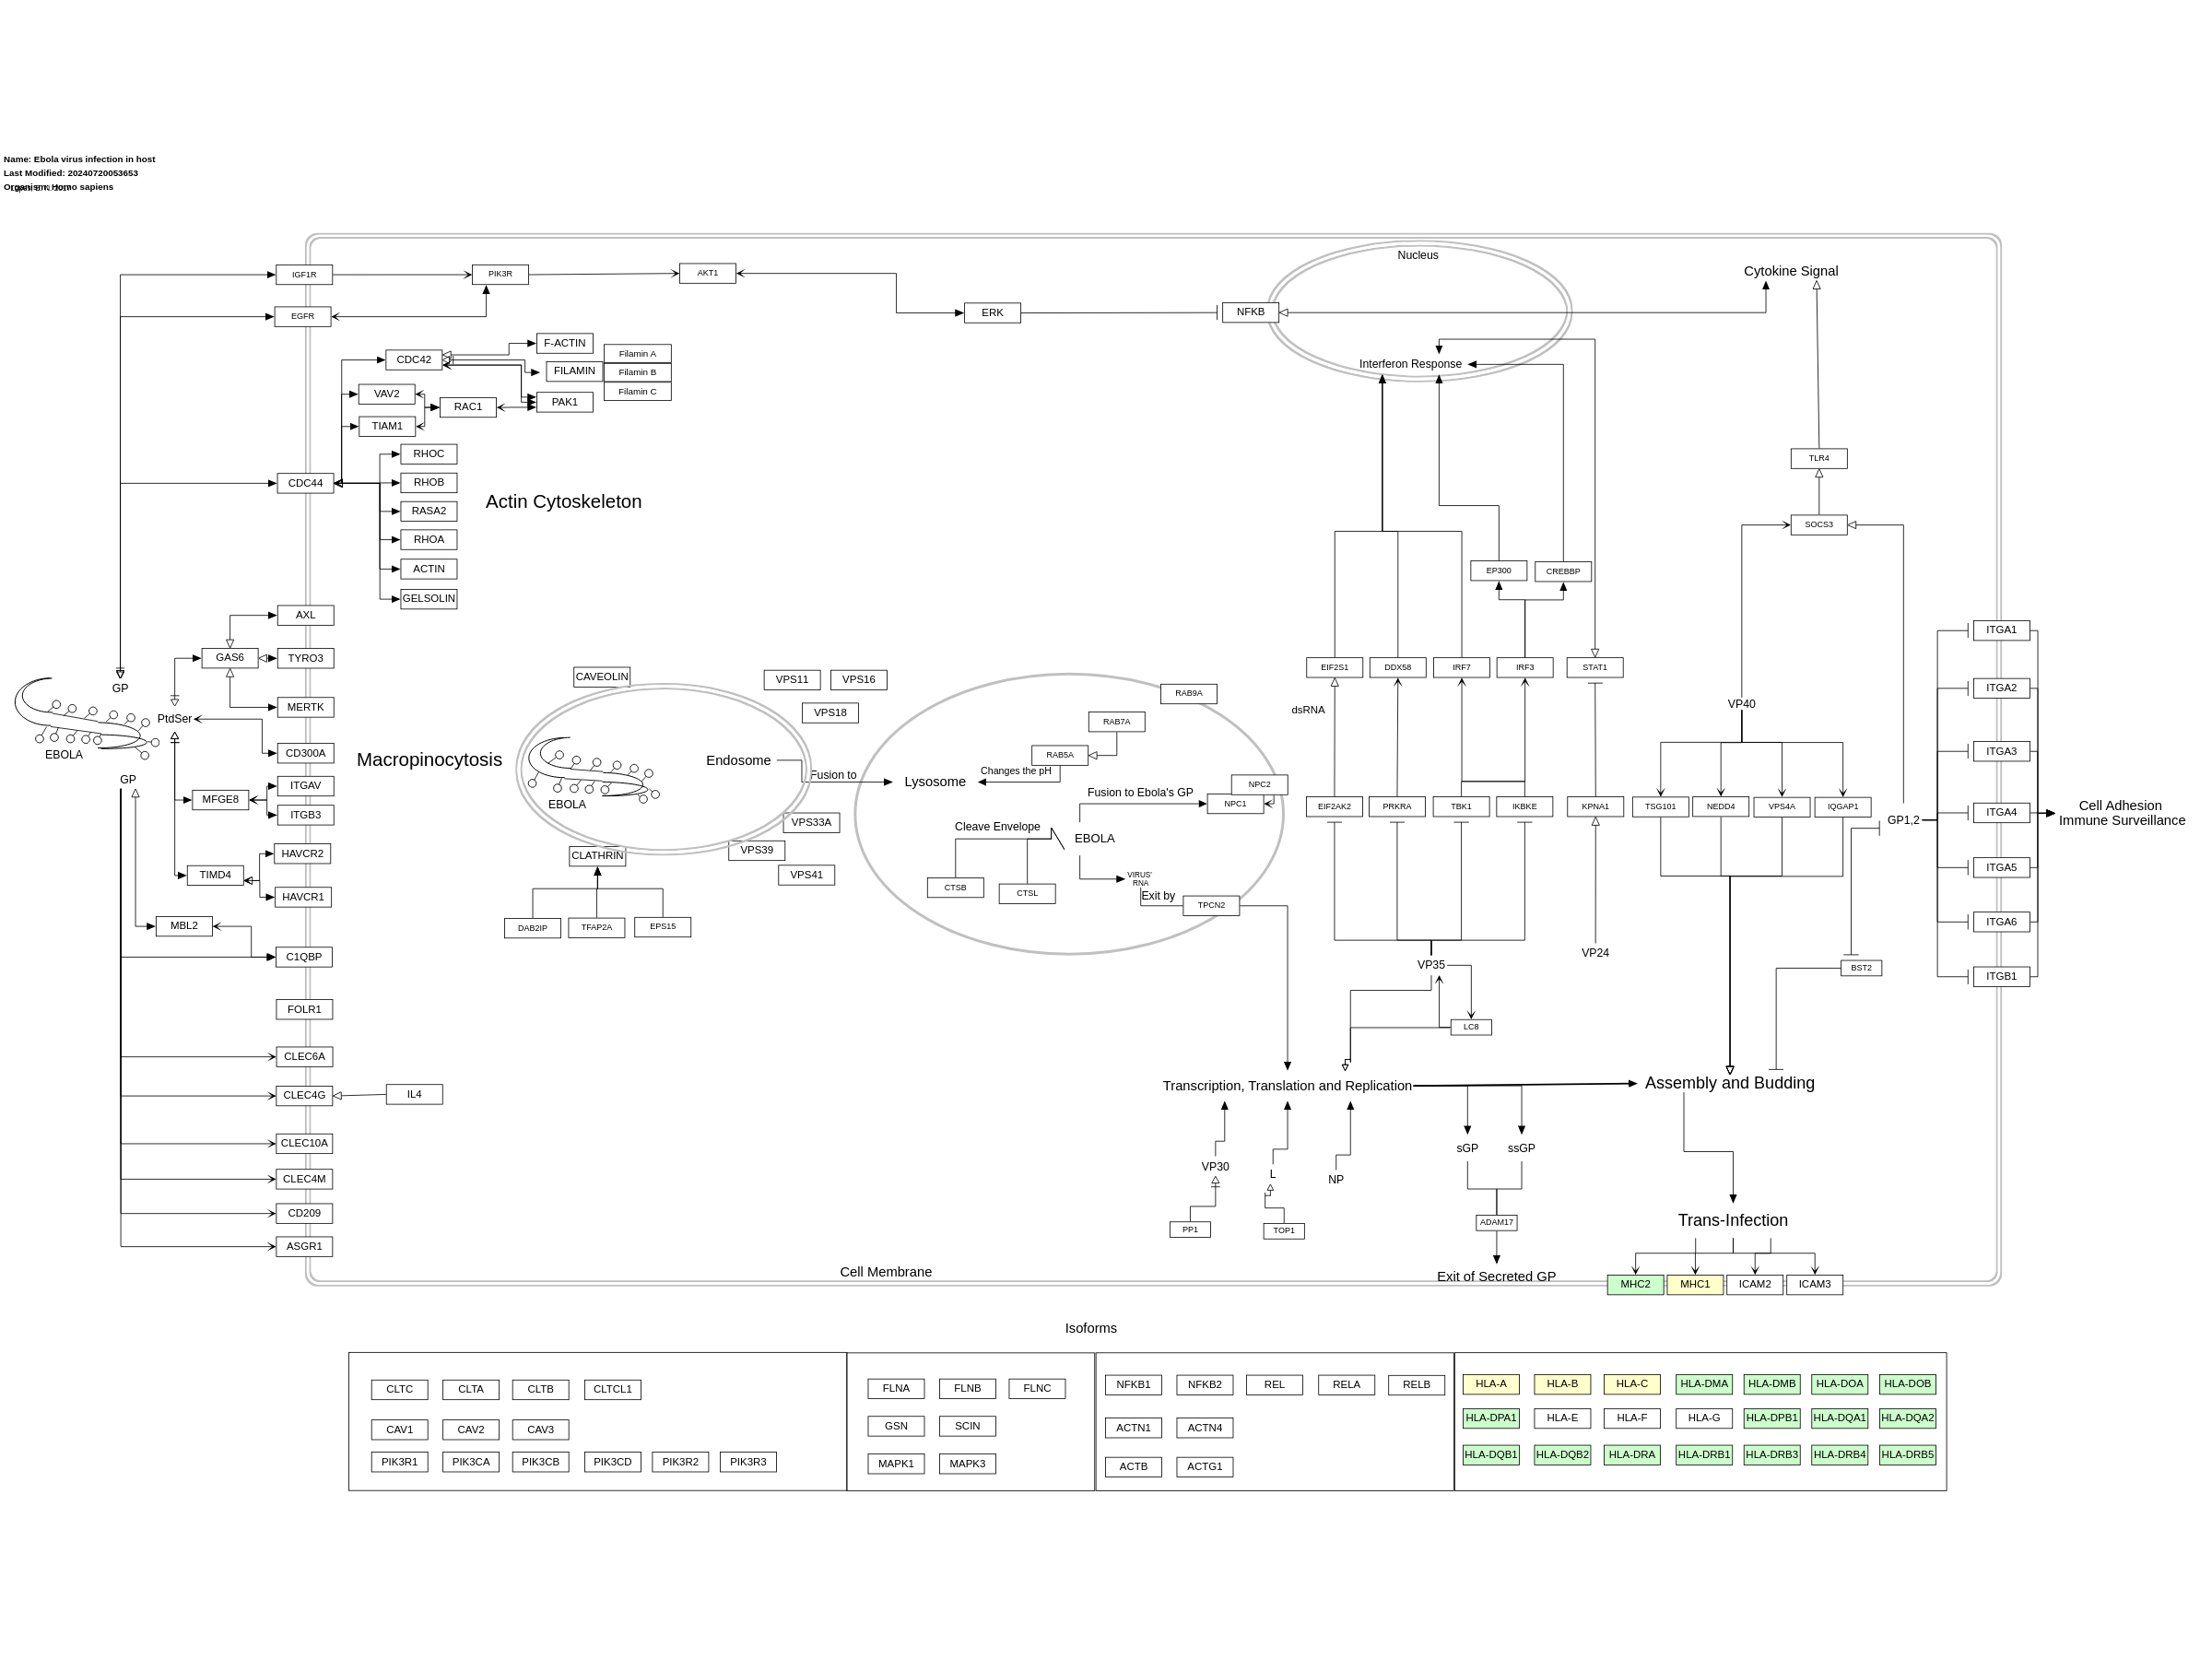 Name: Ebola virus infection in host
Last Modified: 20240720053653
Organism: Homo sapiens
Nucleus
Cytokine Signal
IGF1R
PIK3R
AKT1
EGFR
ERK
NFKB
F-ACTIN
CDC42
Filamin A
FILAMIN
Filamin B
Filamin C
Interferon Response
VAV2
RAC1
PAK1
TIAM1
RHOC
TLR4
CDC44
RHOB
Actin Cytoskeleton
RASA2
SOCS3
RHOA
ACTIN
EP300
CREBBP
GELSOLIN
AXL
ITGA1
GAS6
TYRO3
EIF2S1
DDX58
IRF7
IRF3
STAT1
CAVEOLIN
VPS11
VPS16
GP
RAB9A
ITGA2
MERTK
VPS18
dsRNA
VP40
PtdSer
RAB7A
EBOLA
CD300A
Macropinocytosis
Endosome
RAB5A
ITGA3
Changes the pH
Fusion to
Lysosome
GP
ITGAV
NPC2
MFGE8
EBOLA
Fusion to Ebola's GP
NPC1
EIF2AK2
PRKRA
TBK1
IKBKE
KPNA1
TSG101
NEDD4
VPS4A
IQGAP1
Cell Adhesion
Immune Surveillance
ITGB3
VPS33A
Cleave Envelope
GP1,2
ITGA4
EBOLA
HAVCR2
CLATHRIN
VPS39
TIMD4
VPS41
VIRUS'
RNA
ITGA5
HAVCR1
CTSB
CTSL
Exit by
TPCN2
MBL2
DAB2IP
TFAP2A
EPS15
ITGA6
C1QBP
VP35
VP24
BST2
ITGB1
FOLR1
LC8
CLEC6A
Transcription, Translation and Replication
Assembly and Budding
CLEC4G
IL4
CLEC10A
sGP
ssGP
VP30
L
NP
CLEC4M
CD209
PP1
TOP1
ADAM17
Trans-Infection
ASGR1
Cell Membrane
Exit of Secreted GP
MHC2
MHC1
ICAM2
ICAM3
Isoforms
CLTC
CLTA
CLTB
CLTCL1
CAV1
CAV2
CAV3
PIK3R1
PIK3CA
PIK3CB
PIK3CD
PIK3R2
PIK3R3
FLNA
FLNB
FLNC
GSN
SCIN
MAPK1
MAPK3
NFKB1
NFKB2
REL
RELA
RELB
ACTN1
ACTN4
ACTB
ACTG1
HLA-A
HLA-B
HLA-C
HLA-DMA
HLA-DMB
HLA-DOA
HLA-DOB
HLA-DPA1
HLA-E
HLA-F
HLA-G
HLA-DPB1
HLA-DQA1
HLA-DQA2
HLA-DQB1
HLA-DQB2
HLA-DRA
HLA-DRB1
HLA-DRB3
HLA-DRB4
HLA-DRB5